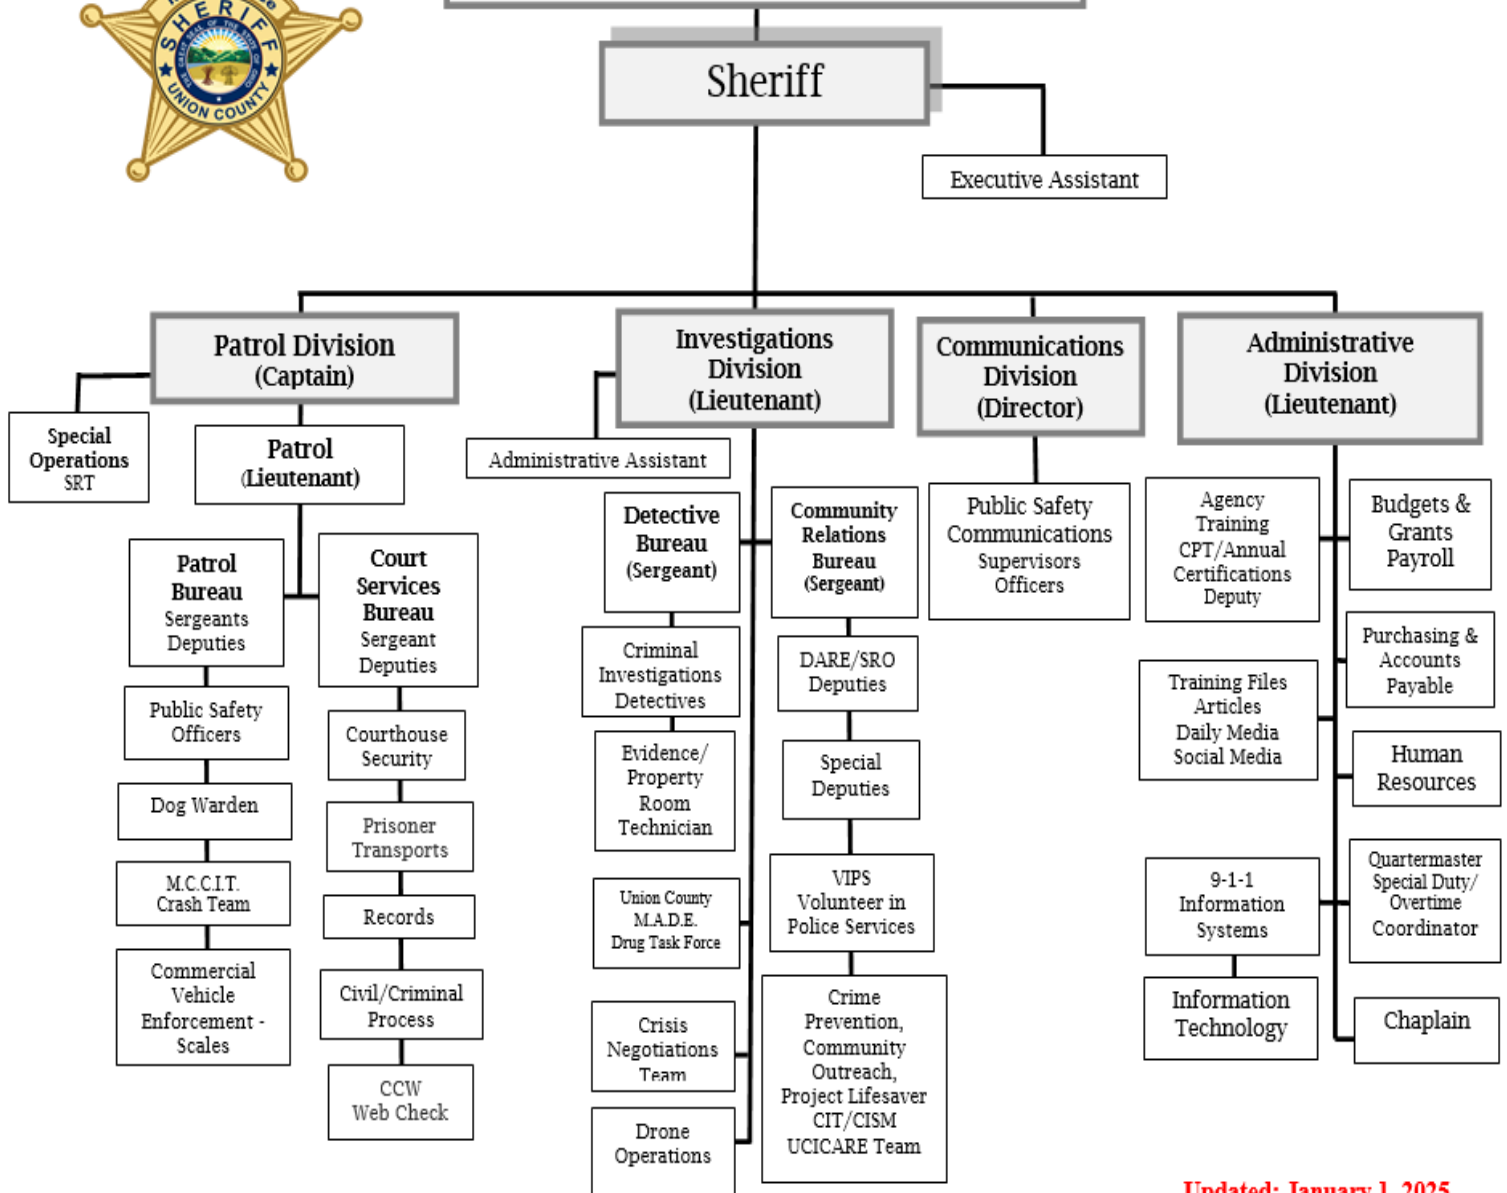 SHERIFF
UNION COUNTY
Sheriff
Executive Assistant
Patrol Division
(Captain)
Investigations
Division
(Lieutenant)
Communications
Division
(Director)
Administrative
Division
(Lieutenant)
Special
Operations
SRT
Patrol
(Lieutenant)
Administrative Assistant
Patrol
Bureau
Sergeants
Deputies
Court
Services
Bureau
Sergeant
Deputies
Public Safety
Officers
Courthouse
Security
Dog Warden
Prisoner
Transports
M.C.C.I.T.
Crash Team
Records
Commercial
Vehicle
Enforcement -
Scales
Civil/Criminal
Process
CCW
Web Check
Detective
Bureau
(Sergeant)
Community
Relations
Bureau
(Sergeant)
Criminal
Investigations
Detectives
DARE/SRO
Deputies
Evidence/
Property
Room
Technician
Special
Deputies
Union County
M.A.D.E.
Drug Task Force
VIPS
Volunteer in
Police Services
Crisis
Negotiations
Team
Crime
Prevention,
Community
Outreach,
Project Lifesaver
CIT/CISM
UCICARE Team
Drone
Operations
Public Safety
Communications
Supervisors
Officers
Agency
Training
CPT/Annual
Certifications
Deputy
Budgets &
Grants
Payroll
Training Files
Articles
Daily Media
Social Media
Purchasing &
Accounts
Payable
Human
Resources
9-1-1
Information
Systems
Quartermaster
Special Duty/
Overtime
Coordinator
Information
Technology
Chaplain
Updated: January 1, 2025